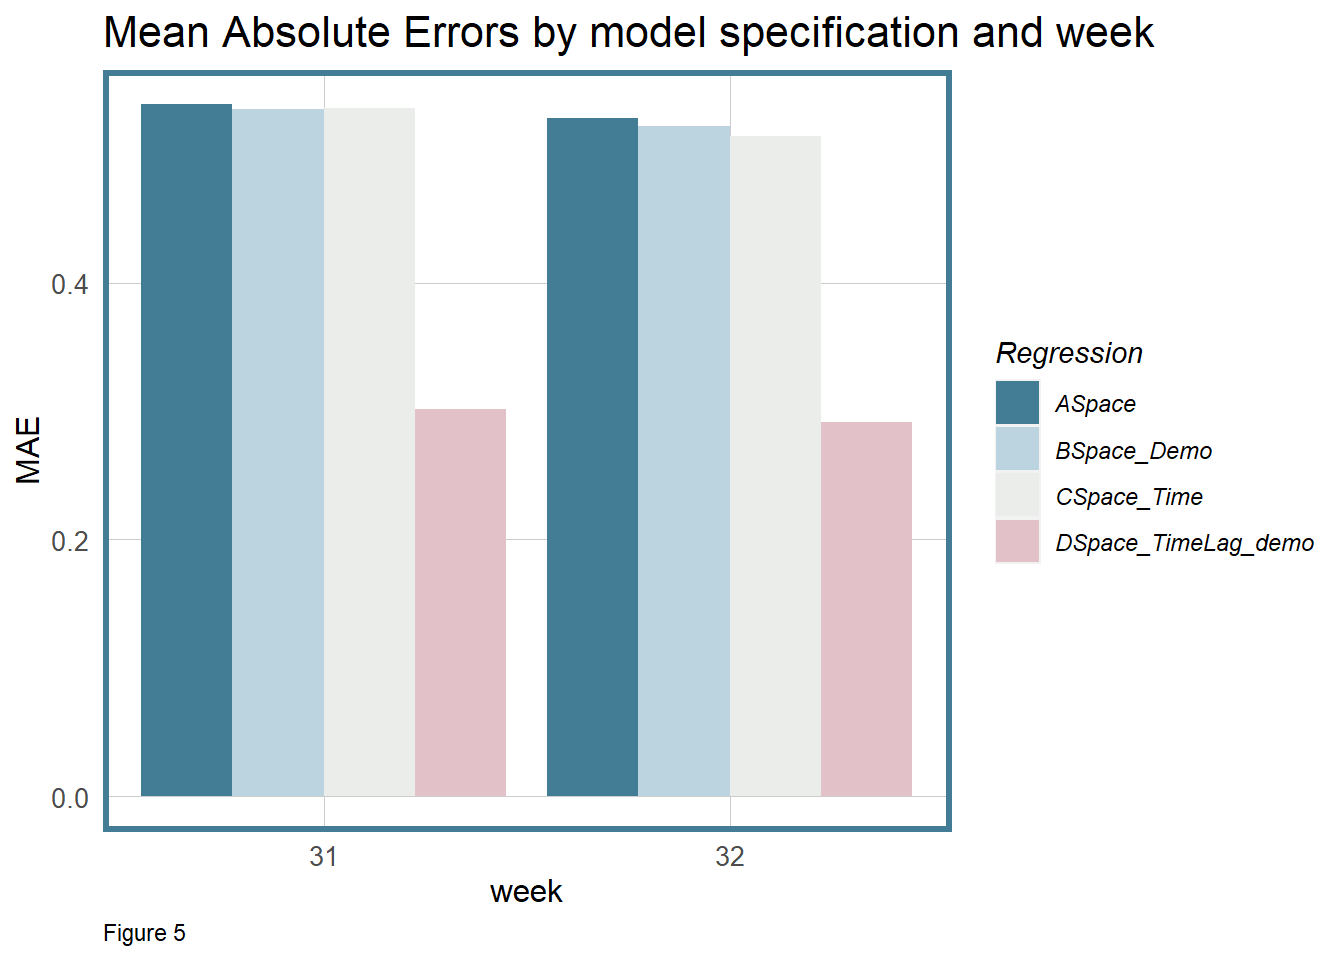 Mean Absolute Errors by model specification and week
MAE
0.4
0.2
0.0
31
32
week
Regression
ASpace
BSpace_Demo
CSpace_Time
DSpace_TimeLag_demo
Figure 5